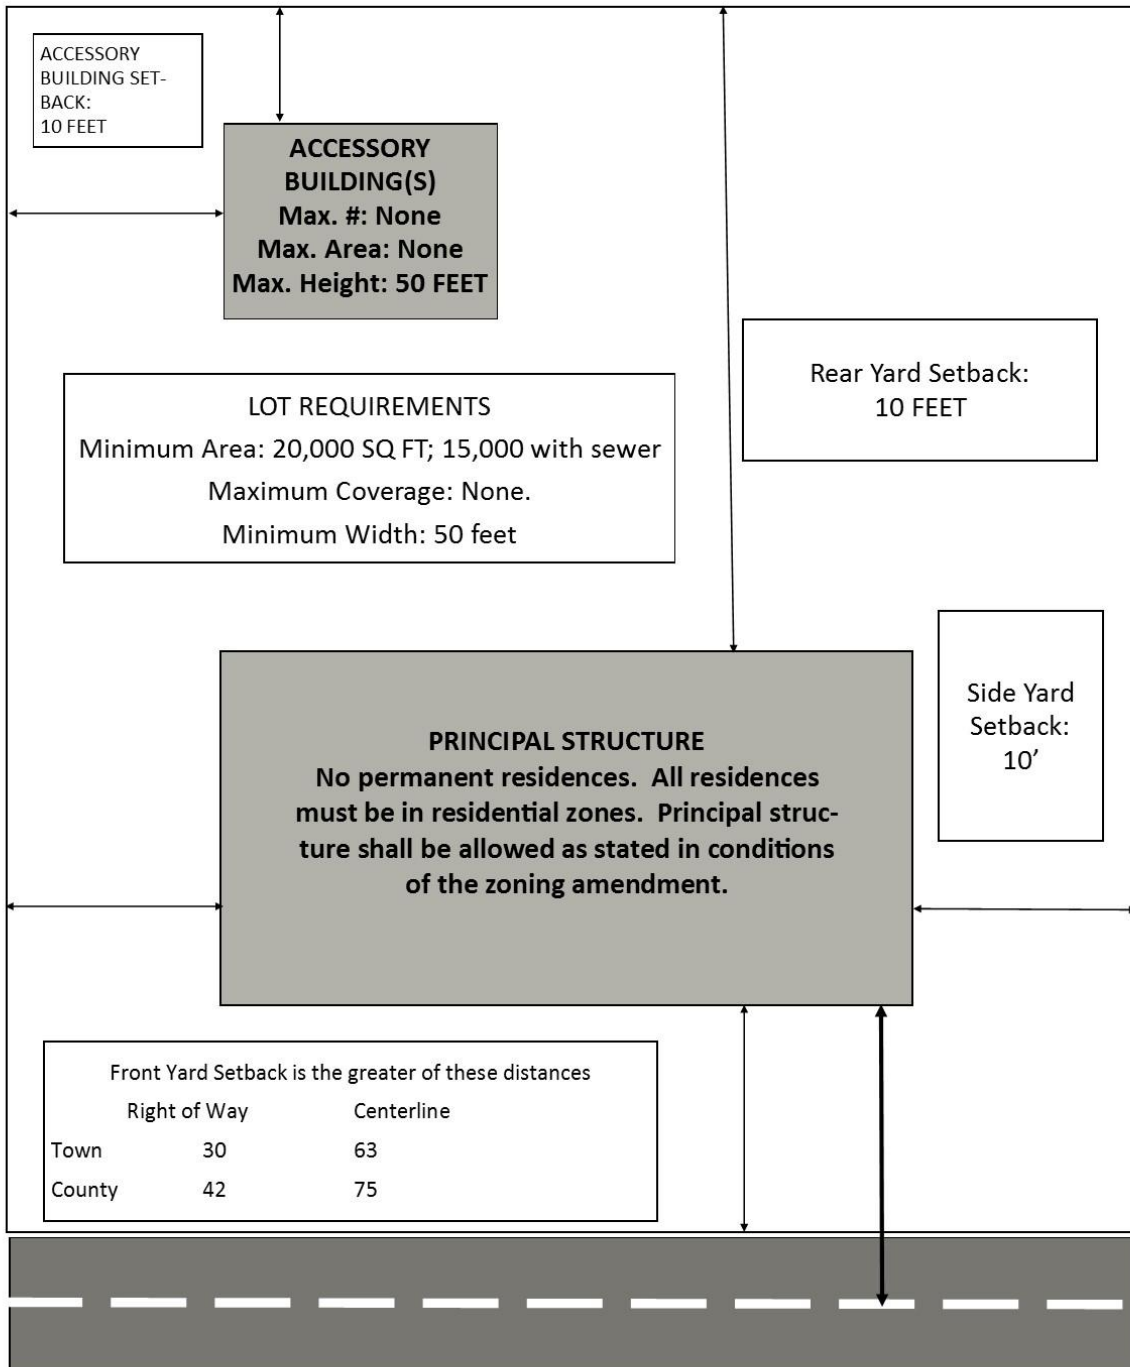 ACCESSORY
BUILDING SET-
BACK:
10 FEET
ACCESSORY
BUILDING(S)
Max. #: None
Max. Area: None
Max. Height: 50 FEET
Rear Yard Setback:
10 FEET
LOT REQUIREMENTS
Minimum Area: 20,000 SQ FT; 15,000 with sewer
Maximum Coverage: None.
Minimum Width: 50 feet
Side Yard
Setback:
10’
PRINCIPAL STRUCTURE
No permanent residences.  All residences
must be in residential zones.  Principal struc-
ture shall be allowed as stated in conditions
of the zoning amendment.
Front Yard Setback is the greater of these distances
Right of Way Centerline
Town 30 63
County 42 75